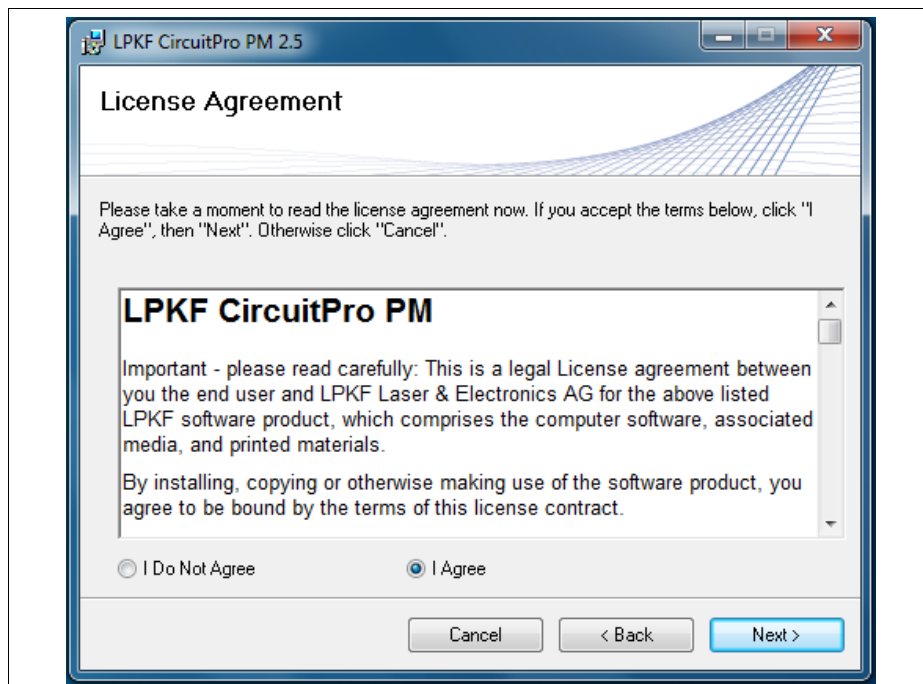 LPKF CircuitPro PM 2.5
License Agreement
Please take a moment to read the license agreement now. If you accept the terms below, click "I
Agree", then "Next". Otherwise click "Cancel".
LPKF CircuitPro PM
Important - please read carefully: This is a legal License agreement between
you the end user and LPKF Laser & Electronics AG for the above listed
LPKF software product, which comprises the computer software, associated
media, and printed materials.
By installing, copying or otherwise making use of the software product, you
agree to be bound by the terms of this license contract.
I Do Not Agree
I Agree
Cancel
< Back
Next >